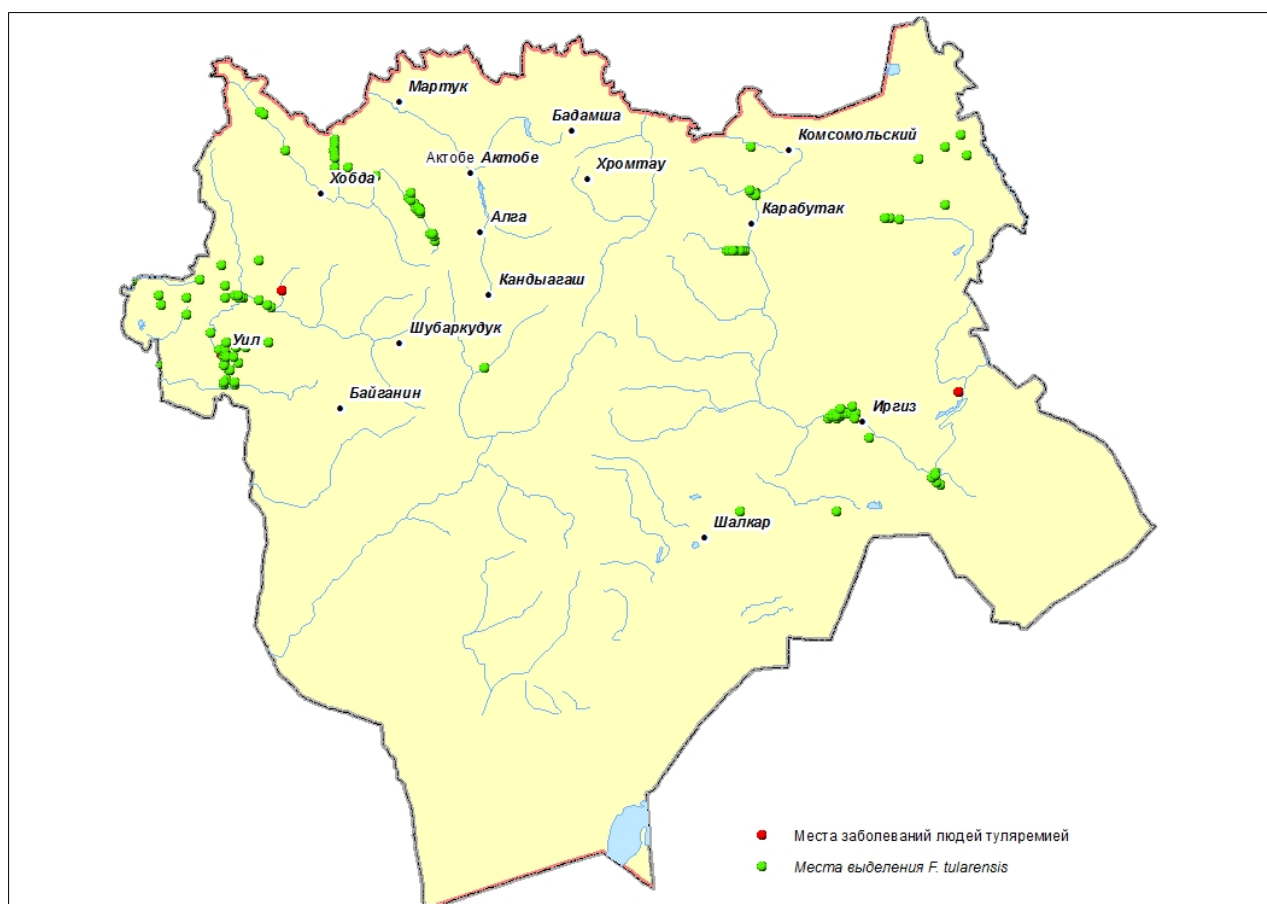 Мартук
Бадамша
Комсомольский
Актобе Актобе
Хромтау
Хобда
Карабутак
Алга
Кандыагаш
Уил
Шубаркудук
Байганин
Иргиз
Шалкар
Места заболеваний людей туляремией
Места выделения F. tularensis